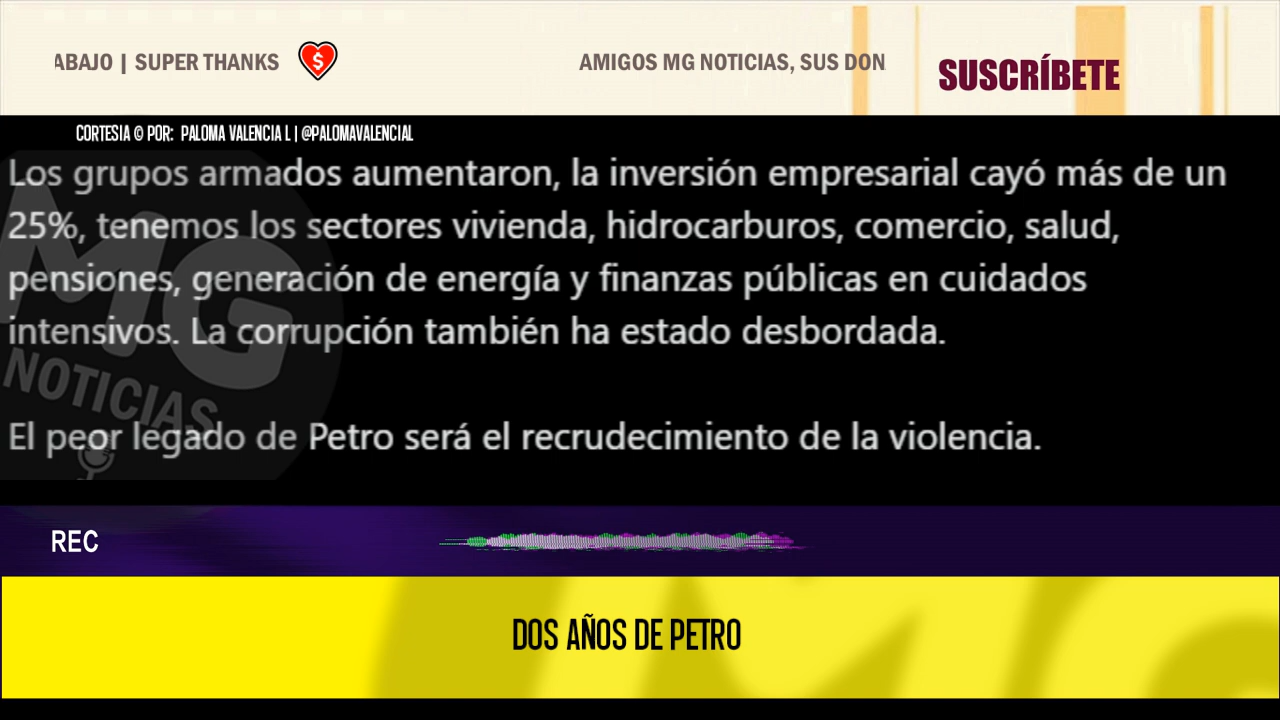 ABAJO | SUPER THANKS
AMIGOS MG NOTICIAS, SUS DON
SUSCRÍBETE
CORTESIA © POR: PALOMA VALENCIA L | @PALOMAVALENCIAL
Los grupos armados aumentaron, la inversión empresarial cayó más de un
25%, tenemos los sectores vivienda, hidrocarburos, comercio, salud,
pensiones, generación de energía y finanzas públicas en cuidados
intensivos. La corrupción también ha estado desbordada.
El peor legado de Petro será el recrudecimiento de la violencia.
MG
NOTICIAS
REC
DOS AÑOS DE PETRO